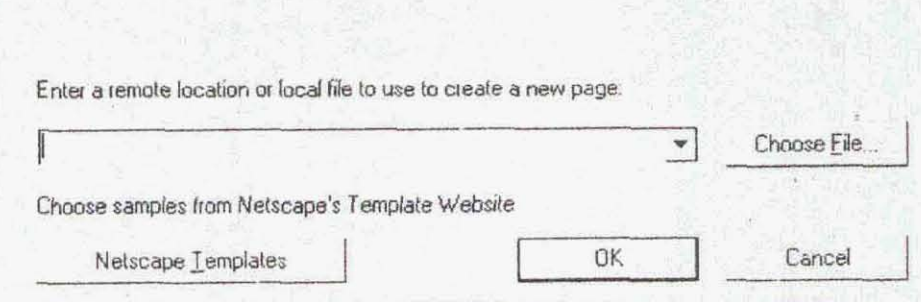 Enter a remote location or local file to use to create a new page:
Choose File...
Choose samples from Netscape's Template Website
Netscape Templates
OK
Cancel